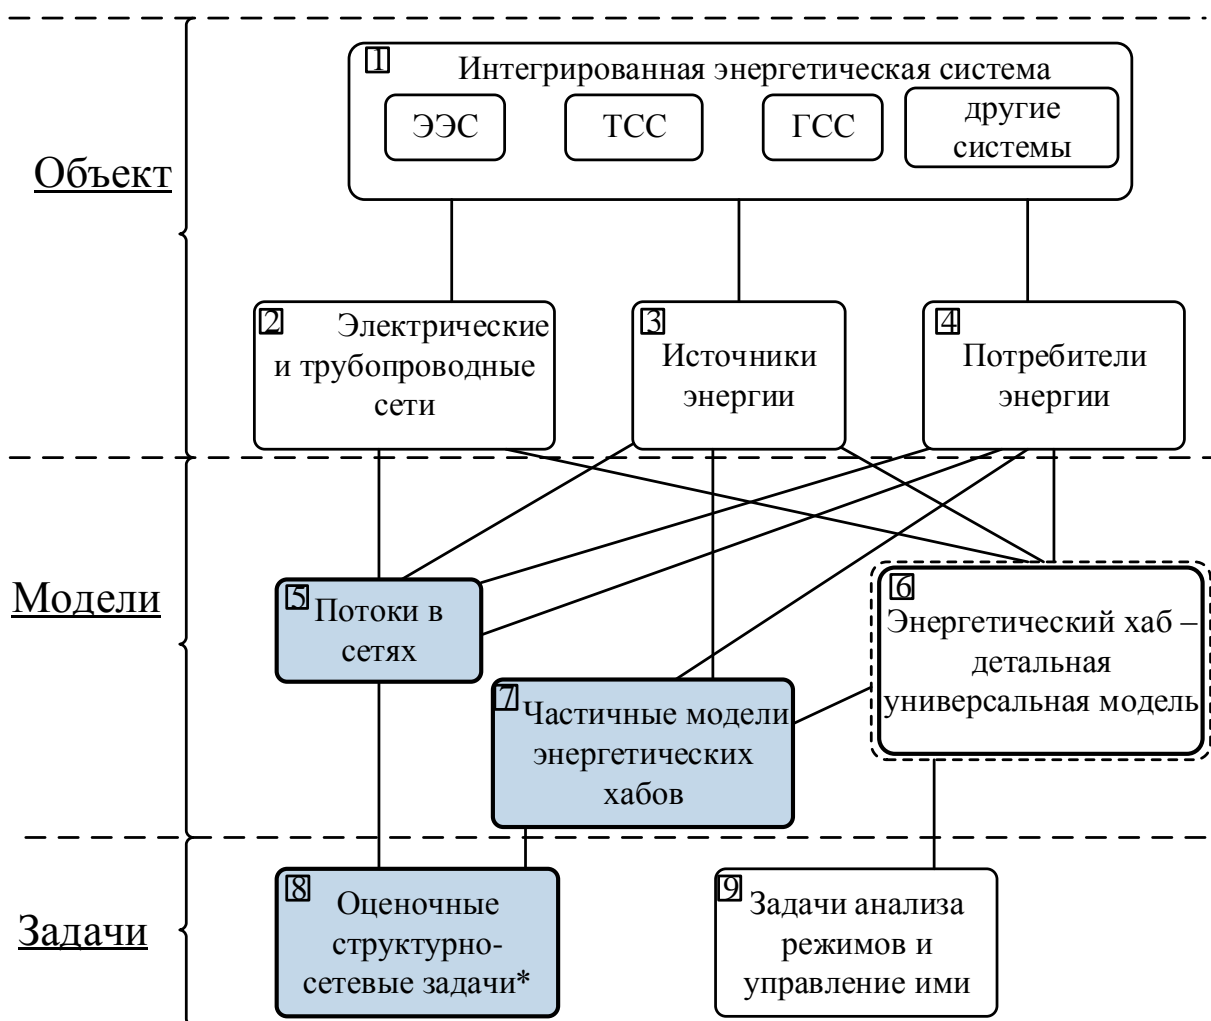 1
Интегрированная энергетическая система
ЭЭС
ТСС
ГСС
другие
системы
Объект
2
Электрические
и трубопроводные
сети
3
Источники
энергии
4
Потребители
энергии
Модели
5
Потоки в
сетях
6
Энергетический хаб –
детальная
универсальная модель
7
Частичные модели
энергетических
хабов
Задачи
8
Оценочные
структурно-
сетевые задачи*
9
Задачи анализа
режимов и
управление ими